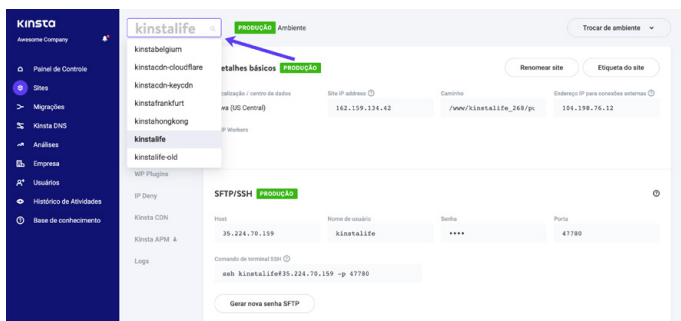 KINSTA
Awesome Company
Painel de Controle
Sites
Migrações
Kinsta DNS
Análises
Empresa
Usuários
Histórico de Atividades
Base de conhecimento
kinstalife
PRODUÇÃO Ambiente
Trocar de ambiente
kinstabelgium
kinstacdn-cloudflare
kinstacdn-keycdn
kinstafrankfurt
kinstahongkong
kinstalife
kinstalife-old
WP Plugins
IP Deny
Kinsta CDN
Kinsta APM
Logs
etalhes básicos PRODUÇÃO
Renomear site
Etiqueta do site
calização / centro de dados
Site IP address
Caminho
Endereço IP para conexões externas
wa (US Central)
162.159.134.42
/www/kinstalife_268/pu
104.198.76.12
IP Workers
SFTP/SSH PRODUÇÃO
Host
Nome de usuário
Senha
Porta
35.224.70.159
kinstalife
••••
47780
Comando de terminal SSH
ssh kinstalife@35.224.70.159 -p 47780
Gerar nova senha SFTP